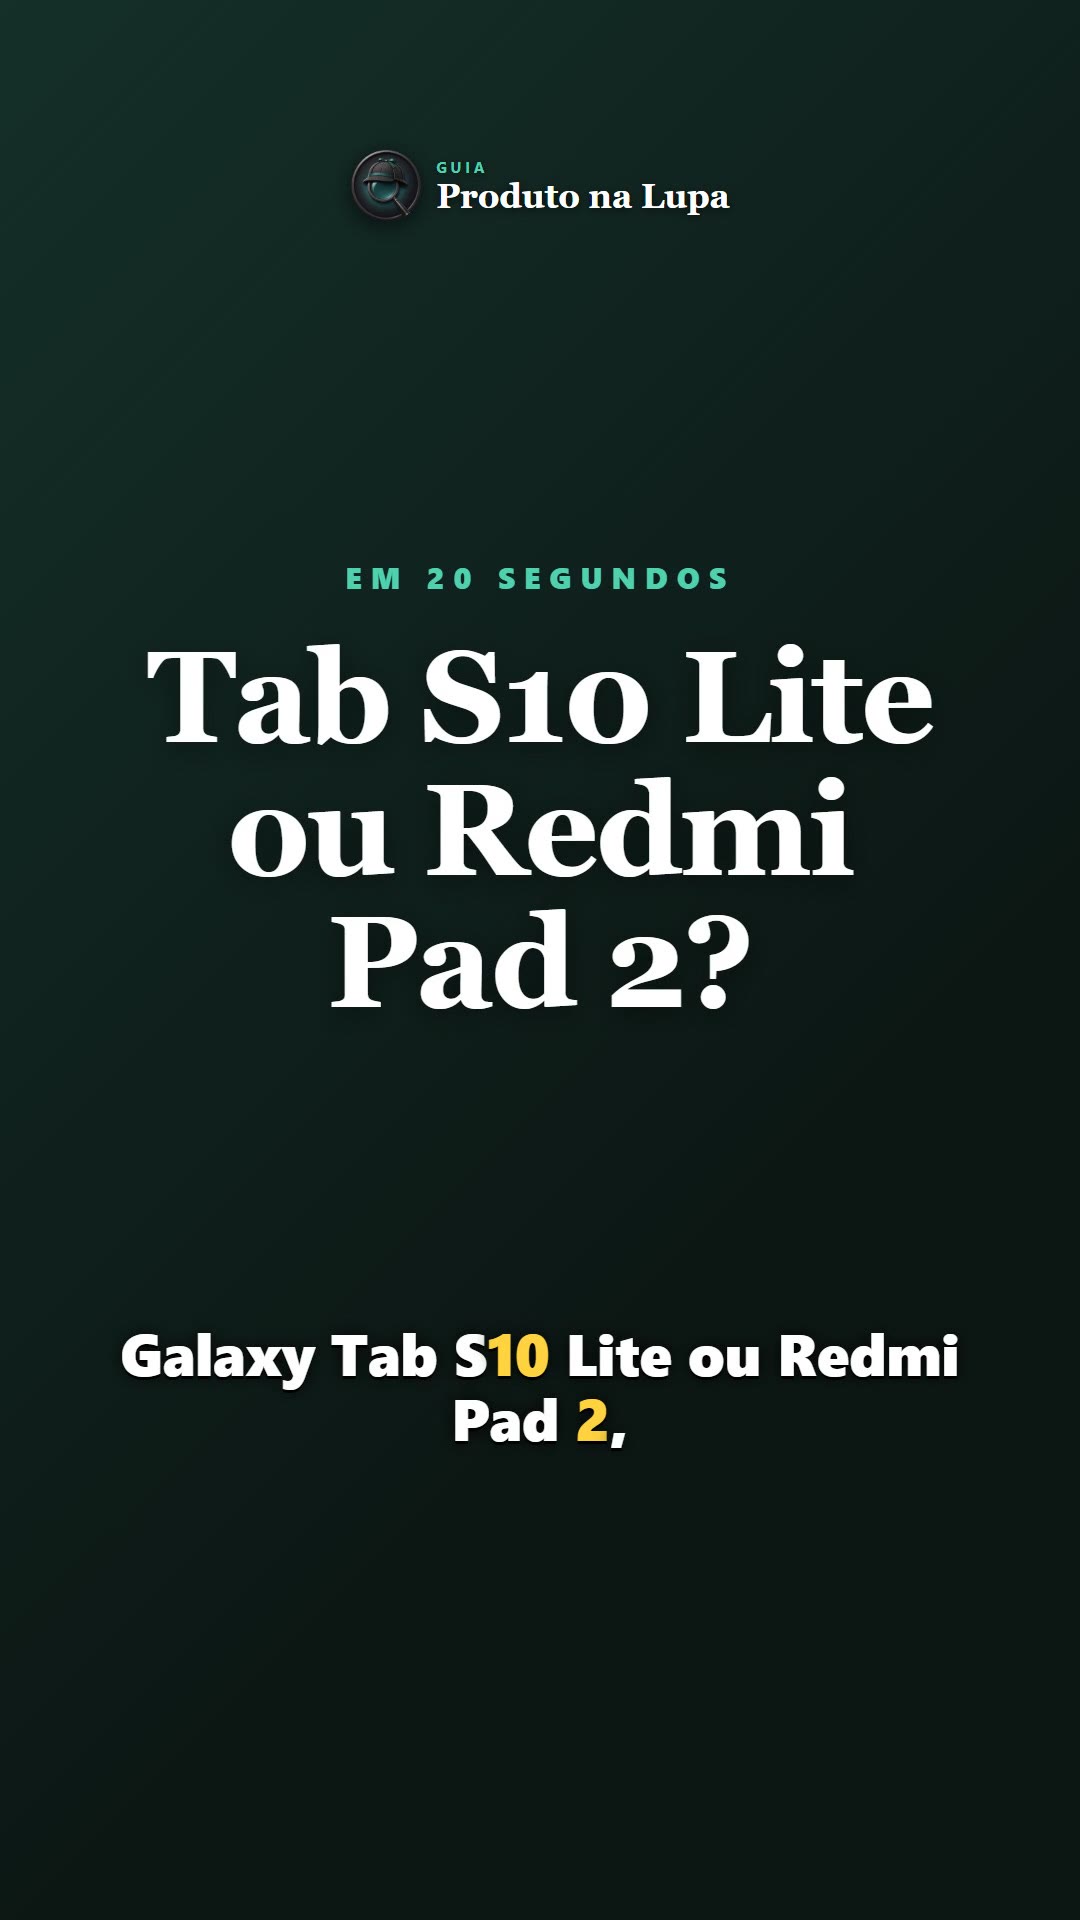 GUIA
Produto na Lupa
EM 20 SEGUNDOS
Tab S10 Lite
ou Redmi
Pad 2?
Galaxy Tab S10 Lite ou Redmi
Pad 2,